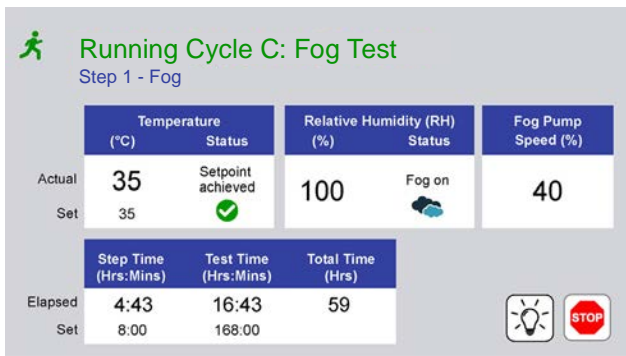 Running Cycle C: Fog Test
Step 1 - Fog
Temperature Relative Humidity (RH) Fog Pump
(°C) Status (%) Status Speed (%)
Actual 35 Setpoint achieved 100 Fog on 40
Set 35
Step Time Test Time Total Time
(Hrs:Mins) (Hrs:Mins) (Hrs)
Elapsed 4:43 16:43 59
Set 8:00 168:00
STOP